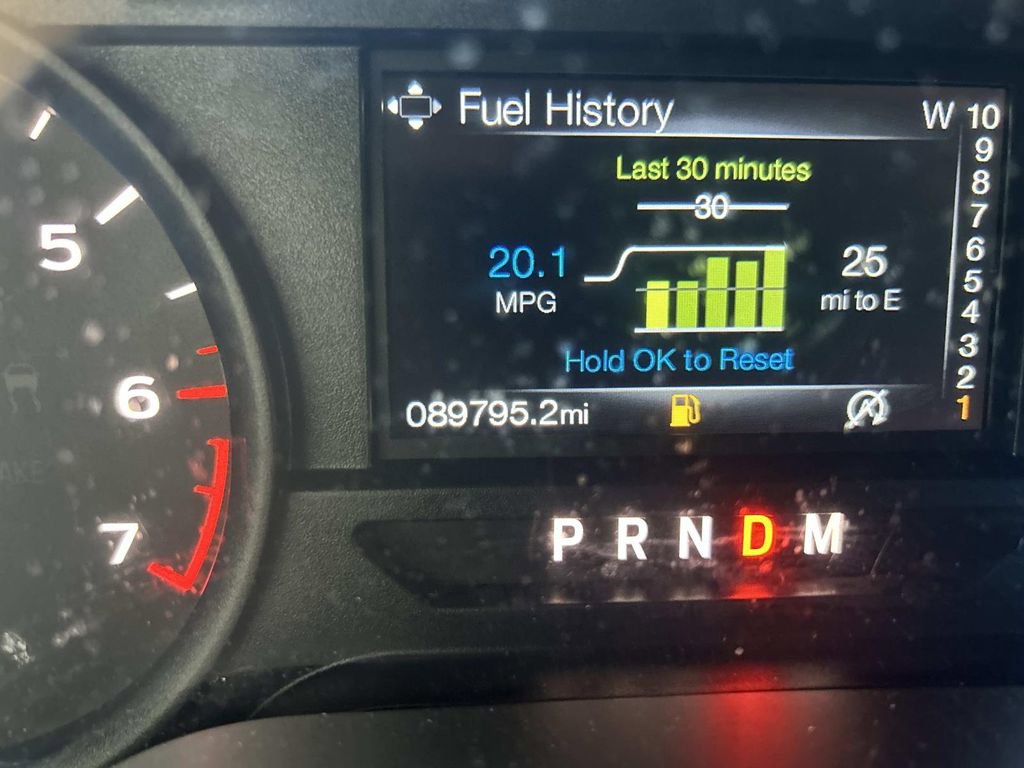 Fuel History
W 10
9
8
7
6
5
4
3
2
1
Last 30 minutes
30
20.1
MPG
25
mi to E
Hold OK to Reset
089795.2mi
P R N D M
5
6
7